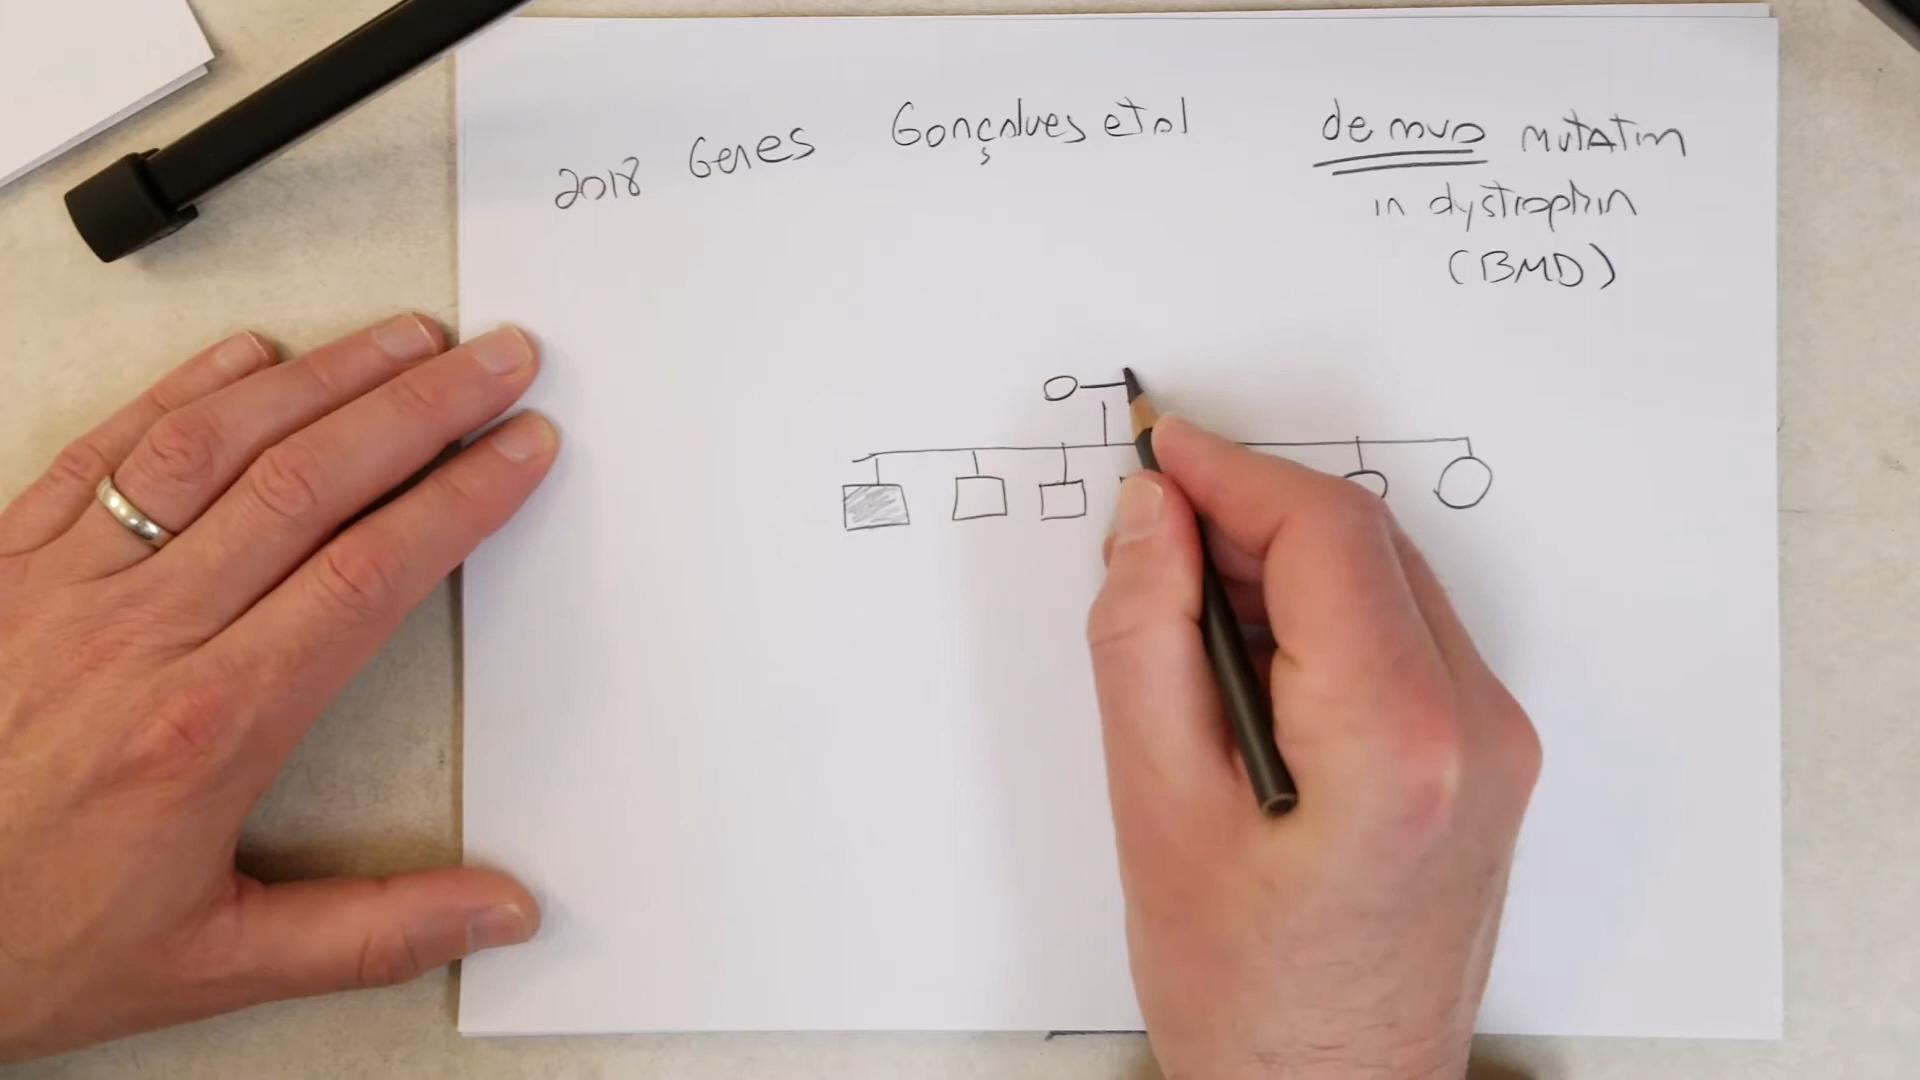 2018 Genes Gonçalves et al
de novo mutation
in dystrophin
(BMD)